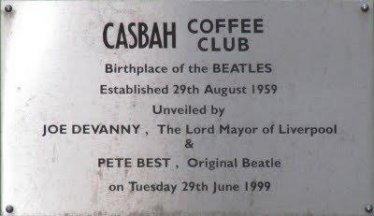 CASBAH COFFEE
CLUB
Birthplace of the BEATLES
Established 29th August 1959
Unveiled by
JOE DEVANNY , The Lord Mayor of Liverpool
&
PETE BEST , Original Beatle
on Tuesday 29th June 1999